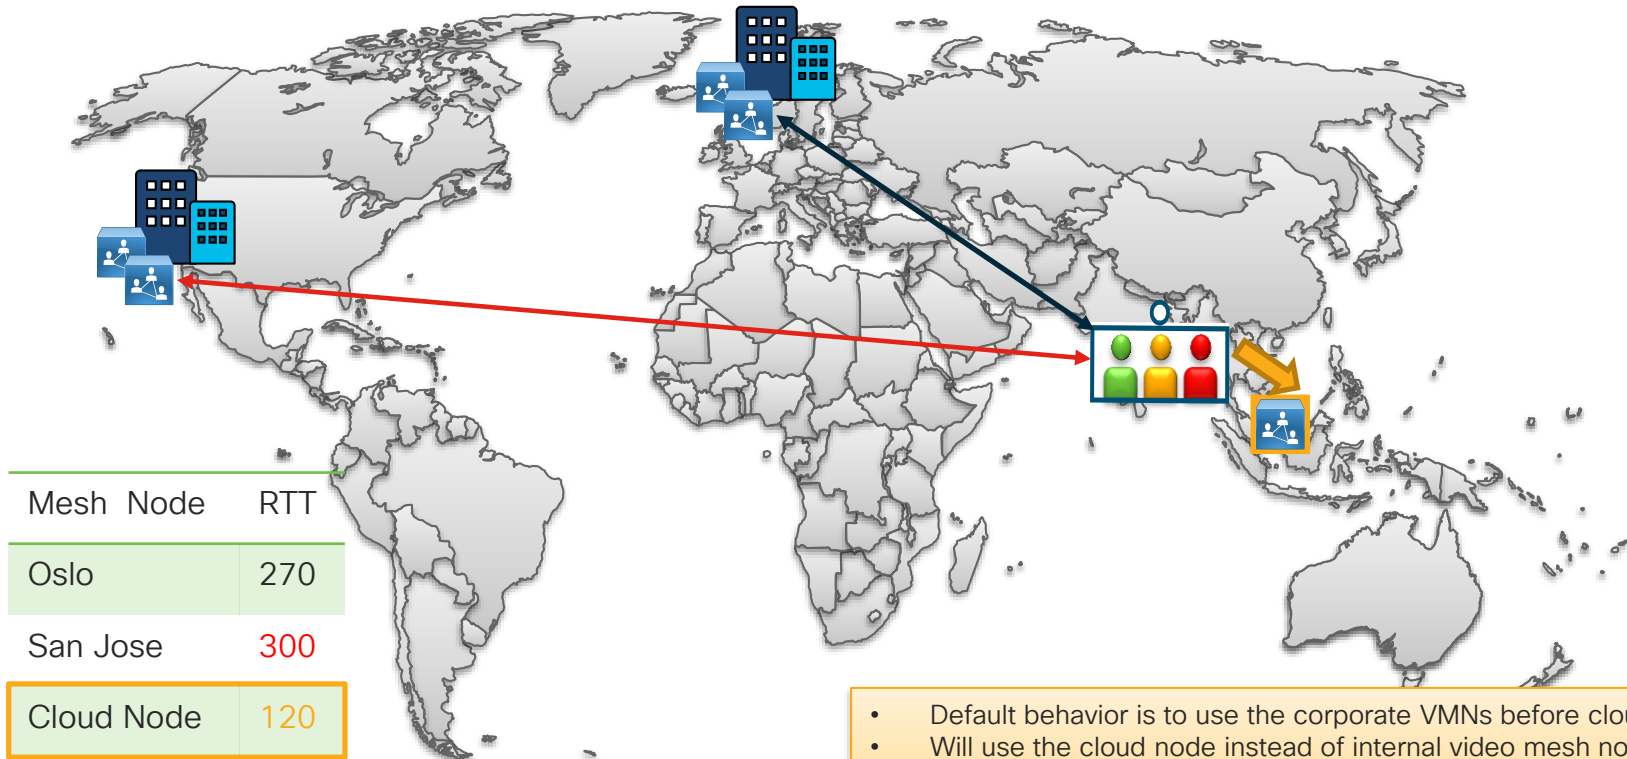 Mesh Node RTT
Oslo 270
San Jose 300
Cloud Node 120
• Default behavior is to use the corporate VMNs before
• Will use the cloud node instead of internal video mesh